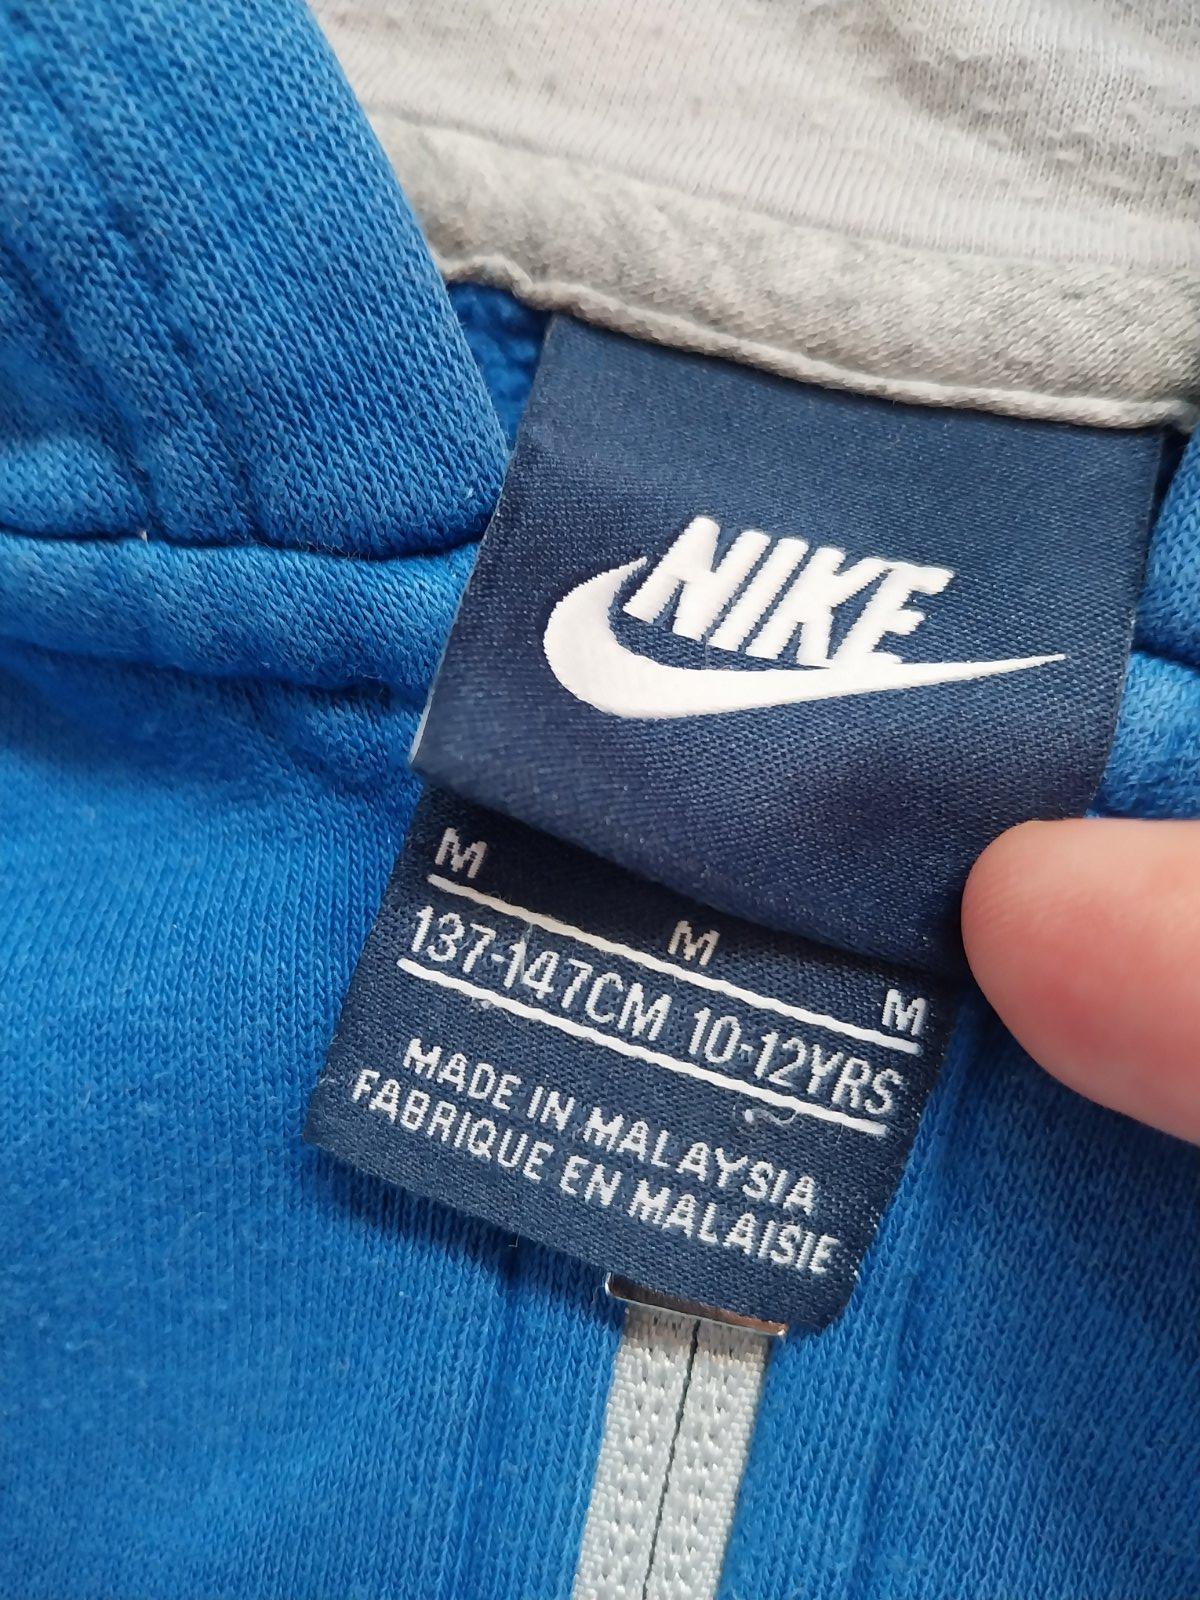 NIKE
M M M
137-147CM 10-12YRS
MADE IN MALAYSIA
FABRIQUE EN MALAISIE